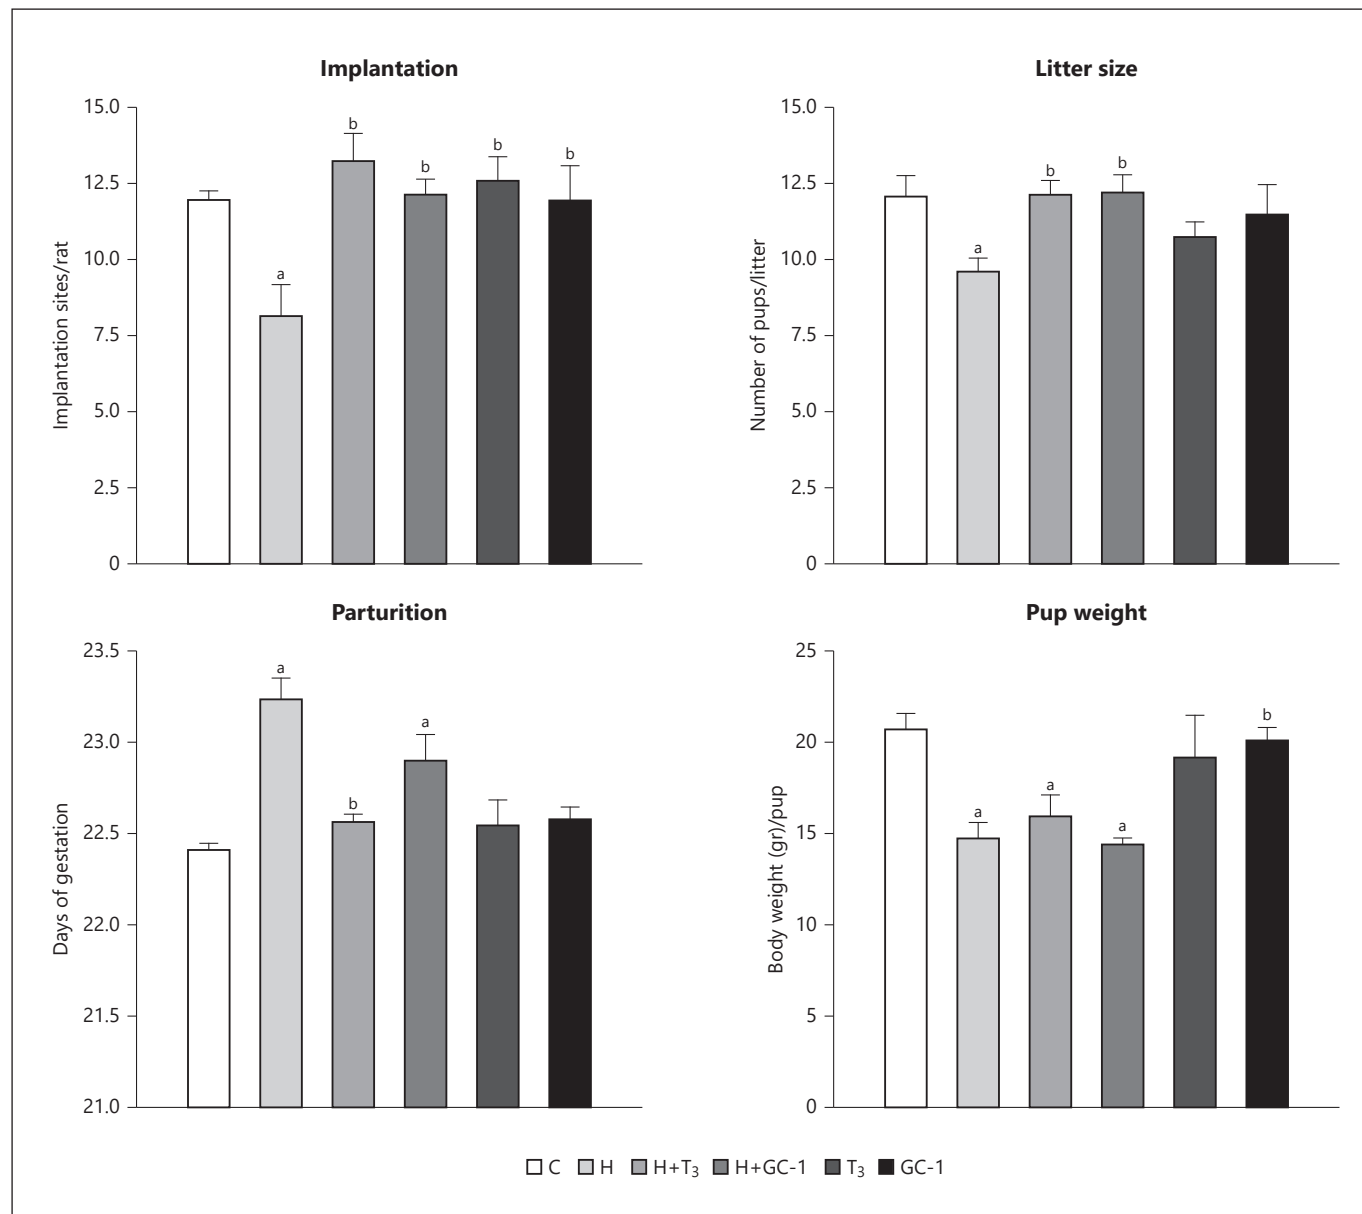 Implantation
15.0
12.5
10.0
7.5
5.0
2.5
0
Implantation sites/rat
a
b
b
b
b
Litter size
15.0
12.5
10.0
7.5
5.0
2.5
0
Number of pups/litter
a
b
b
Parturition
23.5
23.0
22.5
22.0
21.5
21.0
Days of gestation
a
b
a
Pup weight
25
20
15
10
5
0
Body weight (gr)/pup
a
a
a
b
C H H+T₃ H+GC-1 T₃ GC-1